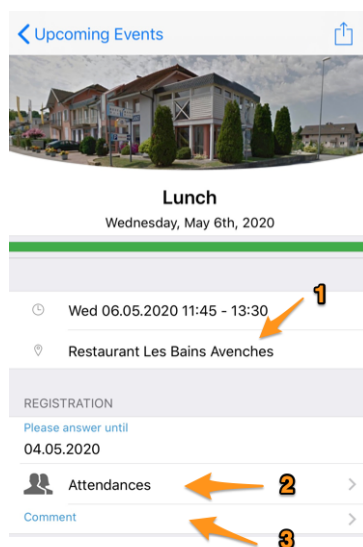 Upcoming Events
Lunch
Wednesday, May 6th, 2020
1
Wed 06.05.2020 11:45 - 13:30
Restaurant Les Bains Avenches
REGISTRATION
Please answer until
04.05.2020
Attendances
2
Comment
3